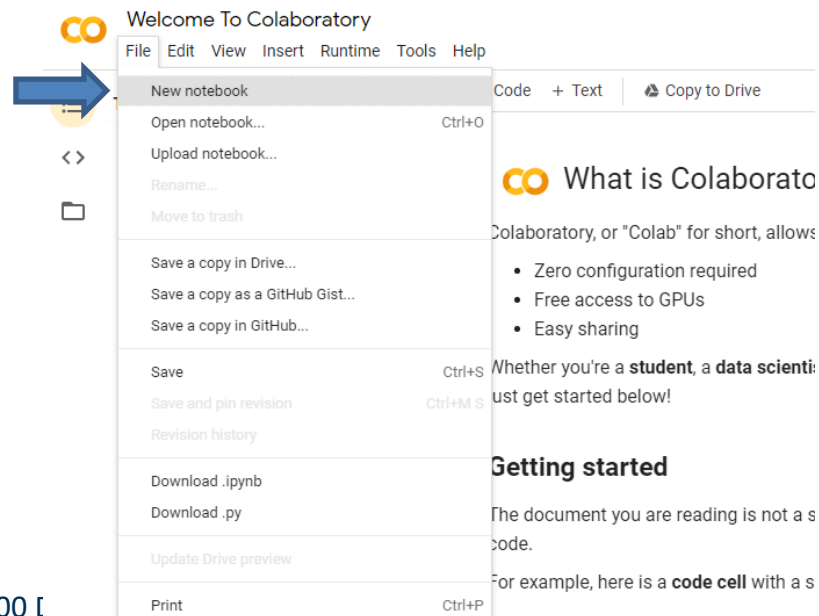 Welcome To Colaboratory
File Edit View Insert Runtime Tools Help
Code + Text Copy to Drive
New notebook
Open notebook... Ctrl+O
Upload notebook...
Rename...
Move to trash
Save a copy in Drive...
Save a copy as a GitHub Gist...
Save a copy in GitHub...
Save Ctrl+S
Save and pin revision Ctrl+M S
Revision history
Download .ipynb
Download .py
Update Drive preview
Print Ctrl+P
What is Colaborato
Colaboratory, or "Colab" for short, allows
• Zero configuration required
• Free access to GPUs
• Easy sharing
Whether you're a student, a data scientis
ust get started below!
Getting started
The document you are reading is not a s
code.
For example, here is a code cell with a s